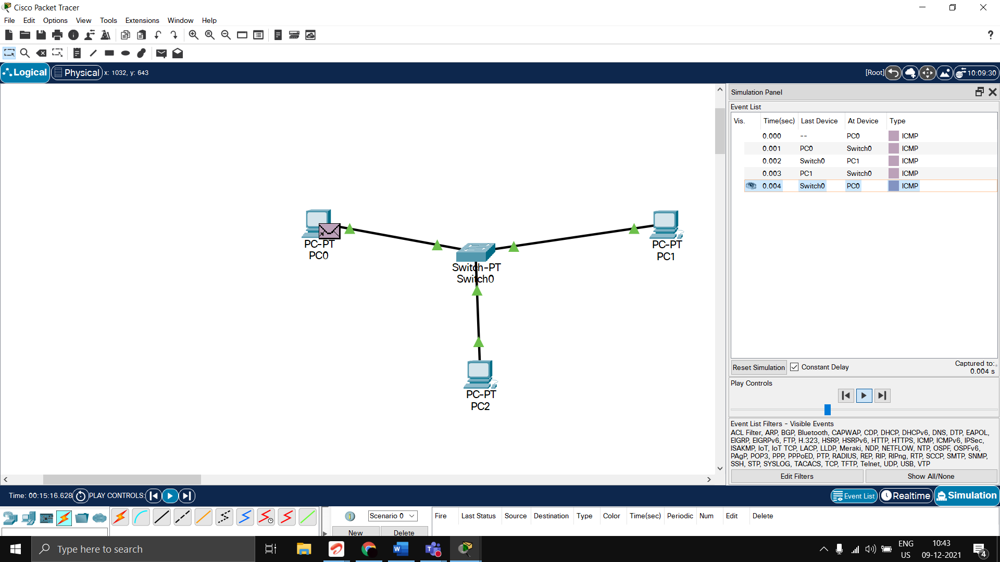 Cisco Packet Tracer
File Edit Options View Tools Extensions Window Help
?
Logical Physical x: 1032, y: 643 [Root] 10:09:30
Simulation Panel
Event List
Vis. Time(sec) Last Device At Device Type
0.000 -- PC0 ICMP
0.001 PC0 Switch0 ICMP
0.002 Switch0 PC1 ICMP
0.003 PC1 Switch0 ICMP
0.004 Switch0 PC0 ICMP
PC-PT
PC0
PC-PT
PC1
Switch-PT
Switch0
PC-PT
PC2
Reset Simulation Constant Delay Captured to:
0.004 s
Play Controls
Event List Filters - Visible Events
ACL Filter, ARP, BGP, Bluetooth, CAPWAP, CDP, DHCP, DHCPv6, DNS, DTP, EAPOL,
EIGRP, EIGRPv6, FTP, H.323, HSRP, HSRPv6, HTTP, HTTPS, ICMP, ICMPv6, IPSec,
ISAKMP, IoT, IoT TCP, LACP, LLDP, Meraki, NDP, NETFLOW, NTP, OSPF, OSPFv6,
PAgP, POP3, PPP, PPPoED, PTP, RADIUS, REP, RIP, RIPng, RTP, SCCP, SMTP, SNMP,
SSH, STP, SYSLOG, TACACS, TCP, TFTP, Telnet, UDP, USB, VTP
Edit Filters Show All/None
Time: 00:15:16.628 PLAY CONTROLS: Event List Realtime Simulation
Scenario 0 Fire Last Status Source Destination Type Color Time(sec) Periodic Num Edit Delete
New Delete
Type here to search
ENG
US
10:43
09-12-2021
4